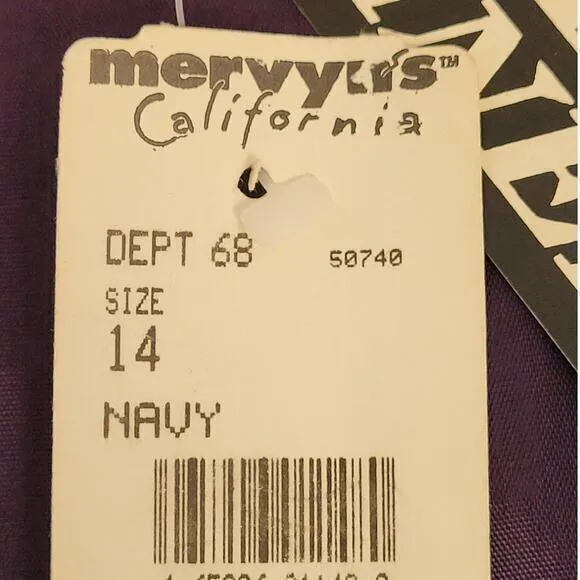 mervyn's™
California
DEPT 68 50740
SIZE
14
NAVY